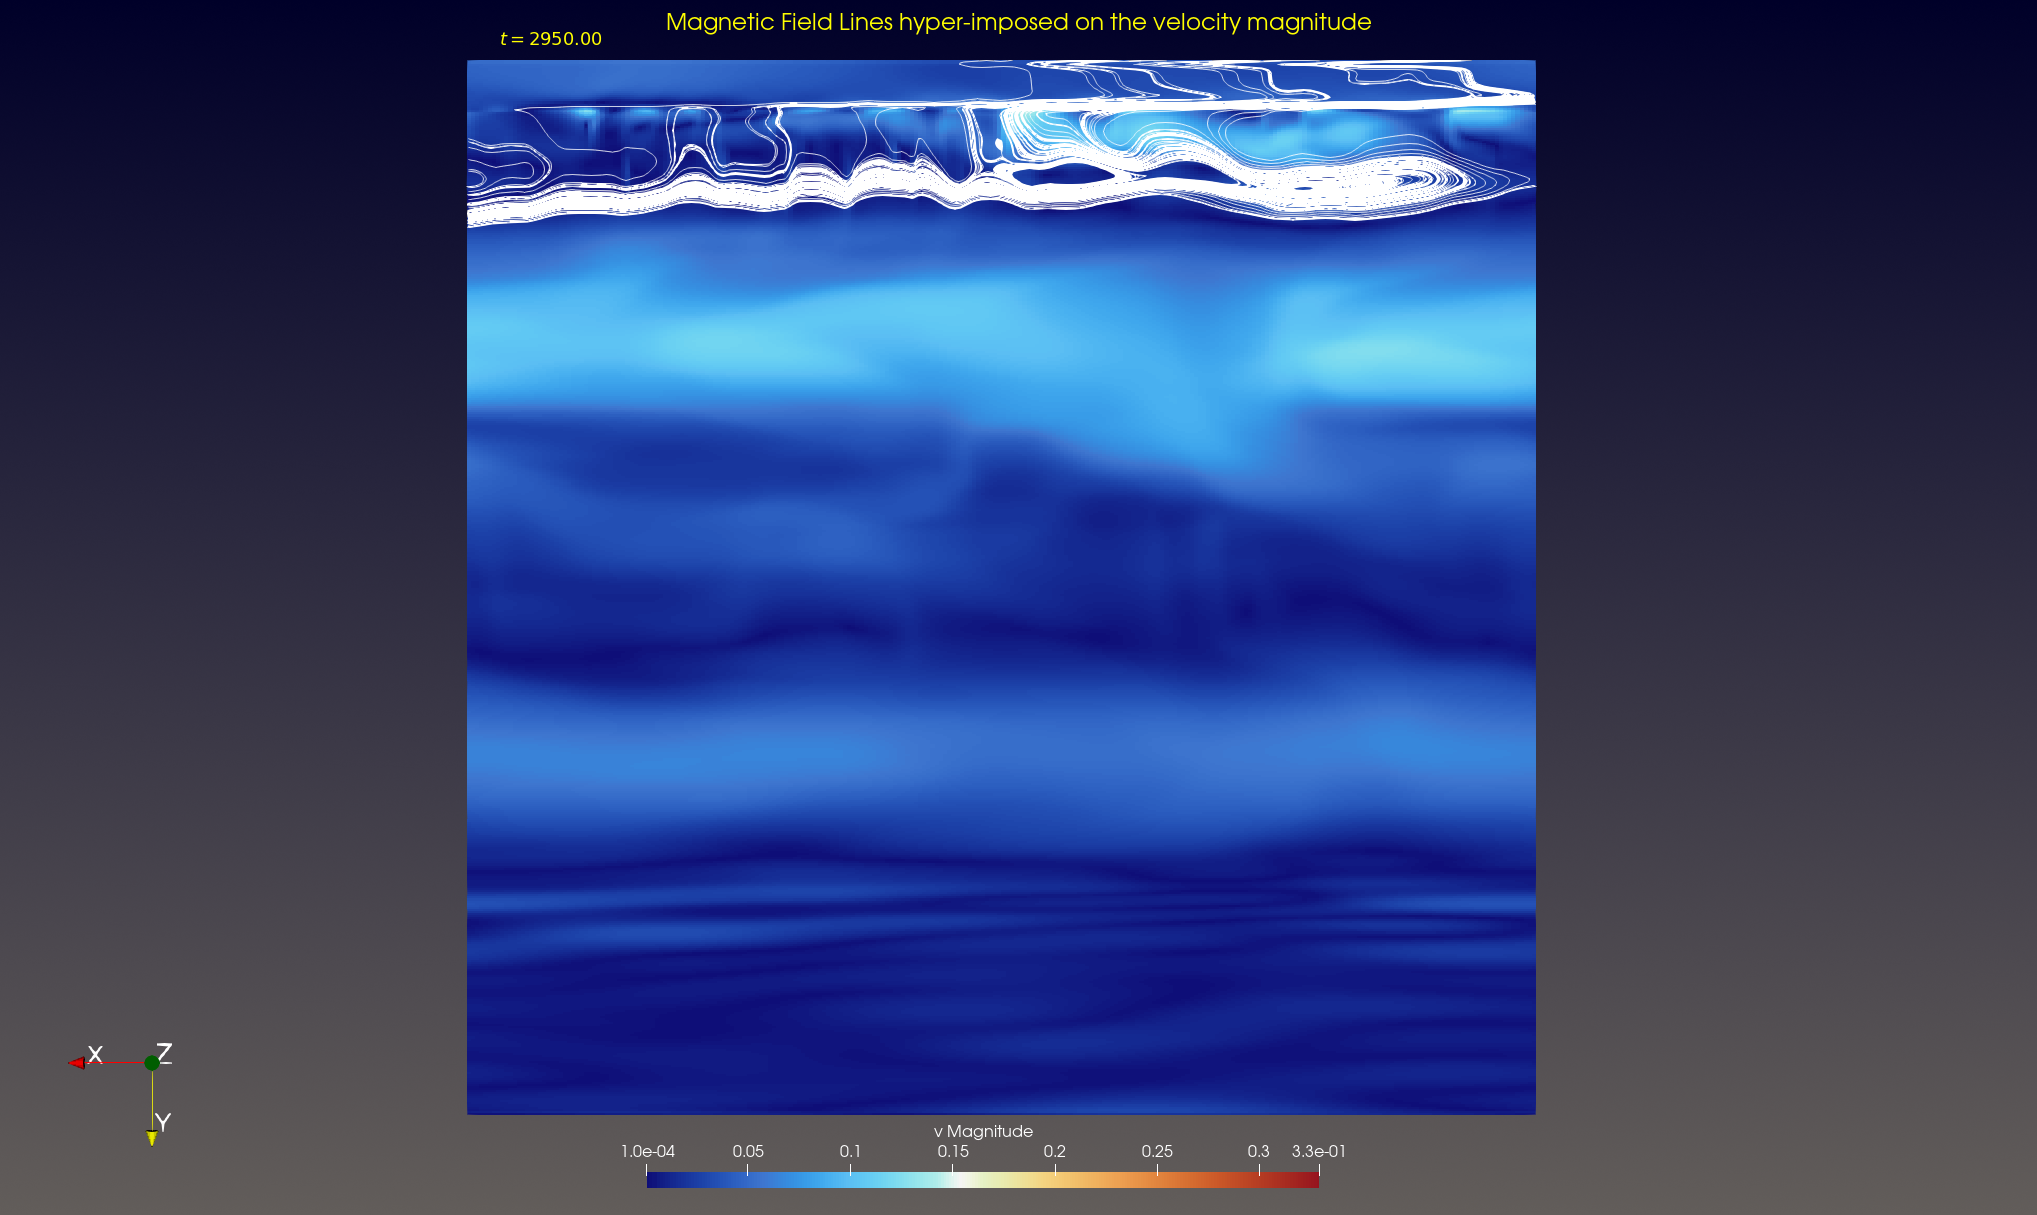 Magnetic Field Lines hyper-imposed on the velocity magnitude
t = 2950.00
X
Z
Y
v Magnitude
1.0e-04 0.05 0.1 0.15 0.2 0.25 0.3 3.3e-01